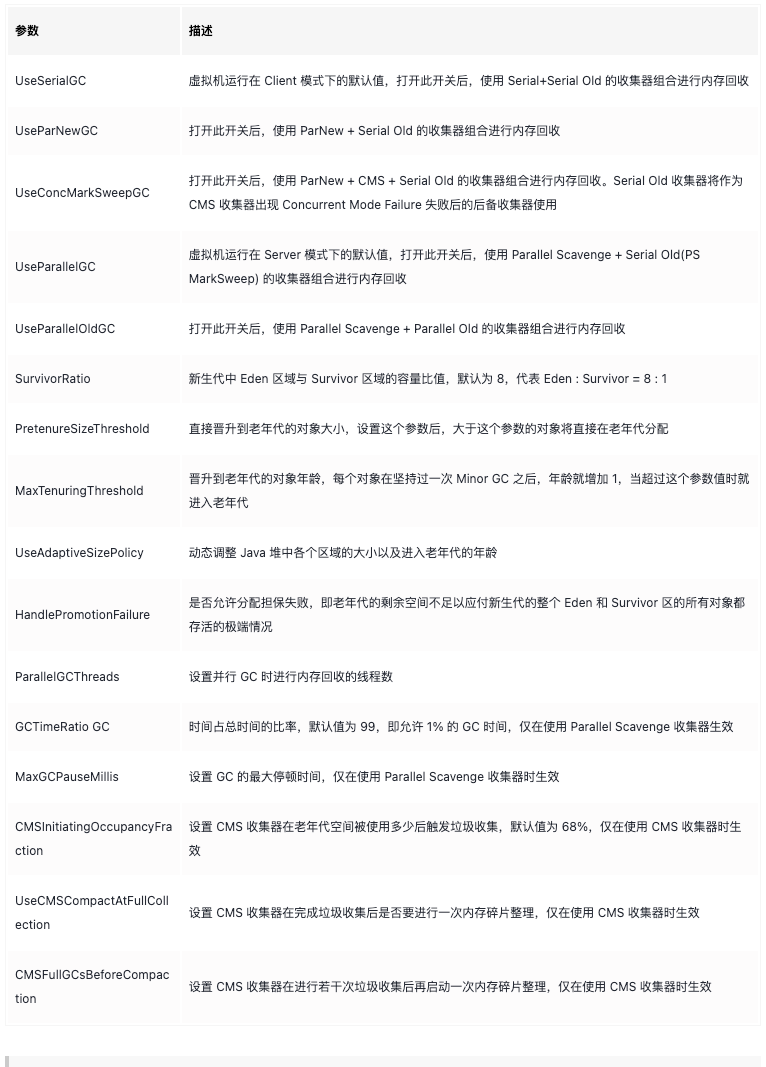 参数 描述
UseSerialGC 虚拟机运行在 Client 模式下的默认值，打开此开关后，使用 Serial+Serial Old 的收集器组合进行内存回收
UseParNewGC 打开此开关后，使用 ParNew + Serial Old 的收集器组合进行内存回收
UseConcMarkSweepGC 打开此开关后，使用 ParNew + CMS + Serial Old 的收集器组合进行内存回收。Serial Old 收集器将作为
CMS 收集器出现 Concurrent Mode Failure 失败后的后备收集器使用
UseParallelGC 虚拟机运行在 Server 模式下的默认值，打开此开关后，使用 Parallel Scavenge + Serial Old(PS
MarkSweep) 的收集器组合进行内存回收
UseParallelOldGC 打开此开关后，使用 Parallel Scavenge + Parallel Old 的收集器组合进行内存回收
SurvivorRatio 新生代中 Eden 区域与 Survivor 区域的容量比值，默认为 8，代表 Eden : Survivor = 8 : 1
PretenureSizeThreshold 直接晋升到老年代的对象大小，设置这个参数后，大于这个参数的对象将直接在老年代分配
MaxTenuringThreshold 晋升到老年代的对象年龄，每个对象在坚持过一次 Minor GC 之后，年龄就增加 1，当超过这个参数值时就
进入老年代
UseAdaptiveSizePolicy 动态调整 Java 堆中各个区域的大小以及进入老年代的年龄
HandlePromotionFailure 是否允许分配担保失败，即老年代的剩余空间不足以应付新生代的整个 Eden 和 Survivor 区的所有对象都
存活的极端情况
ParallelGCThreads 设置并行 GC 时进行内存回收的线程数
GCTimeRatio GC 时间占总时间的比率，默认值为 99，即允许 1% 的 GC 时间，仅在使用 Parallel Scavenge 收集器生效
MaxGCPauseMillis 设置 GC 的最大停顿时间，仅在使用 Parallel Scavenge 收集器时生效
CMSInitiatingOccupancyFra
ction 设置 CMS 收集器在老年代空间被使用多少后触发垃圾收集，默认值为 68%，仅在使用 CMS 收集器时生
效
UseCMSCompactAtFullColl
ection 设置 CMS 收集器在完成垃圾收集后是否要进行一次内存碎片整理，仅在使用 CMS 收集器时生效
CMSFullGCsBeforeCompac
tion 设置 CMS 收集器在进行若干次垃圾收集后再启动一次内存碎片整理，仅在使用 CMS 收集器时生效